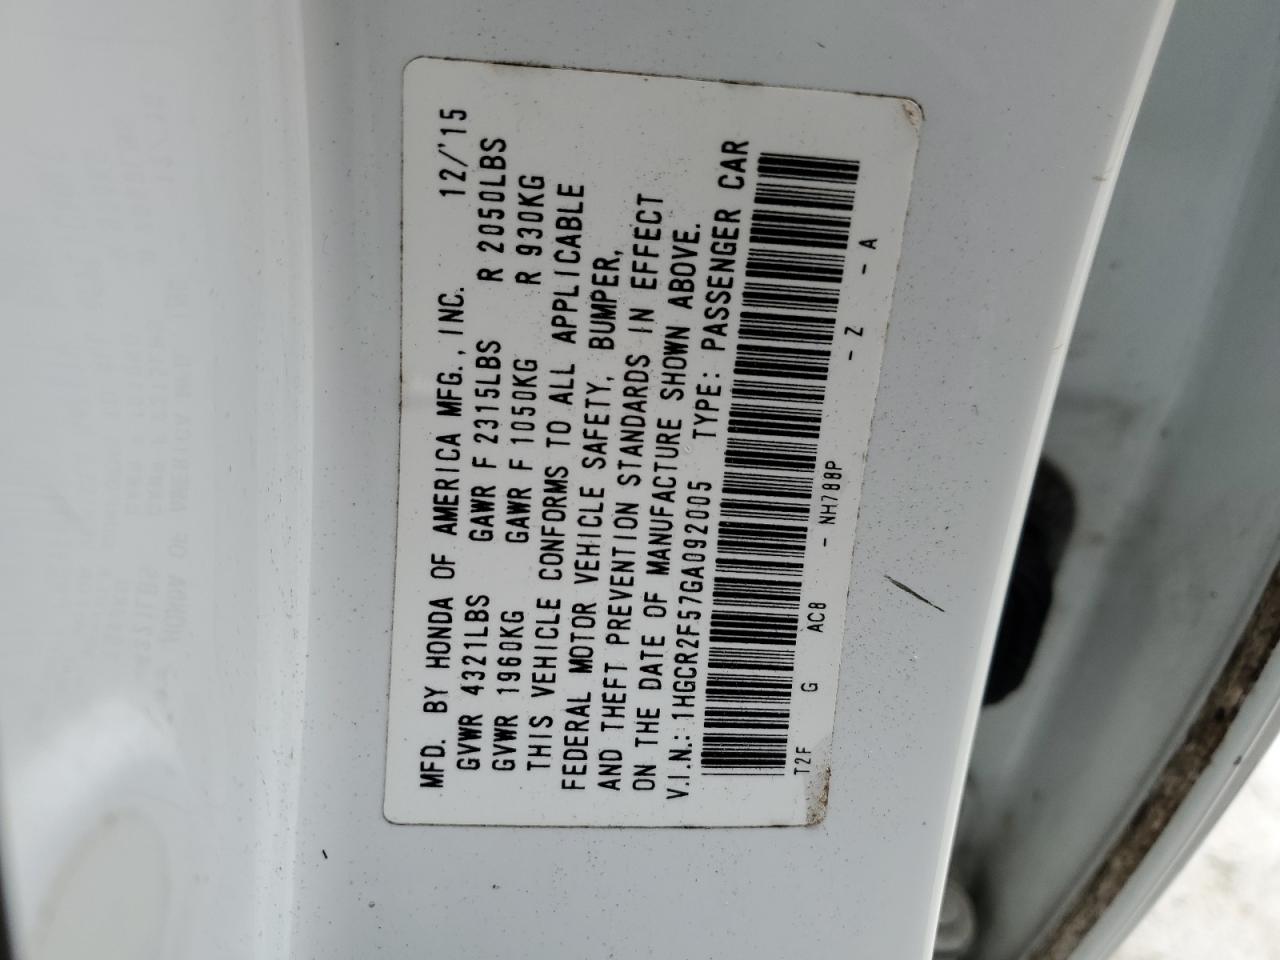 MFD. BY HONDA OF AMERICA MFG., INC. 12/'15
GVWR 4321LBS GAWR F 2315LBS R 2050LBS
GVWR 1960KG GAWR F 1050KG R 930KG
THIS VEHICLE CONFORMS TO ALL APPLICABLE
FEDERAL MOTOR VEHICLE SAFETY, BUMPER,
AND THEFT PREVENTION STANDARDS IN EFFECT
ON THE DATE OF MANUFACTURE SHOWN ABOVE.
V.I.N.: 1HGCR2F57GA092005 TYPE: PASSENGER CAR
T2F G AC8 - NH788P - Z - A